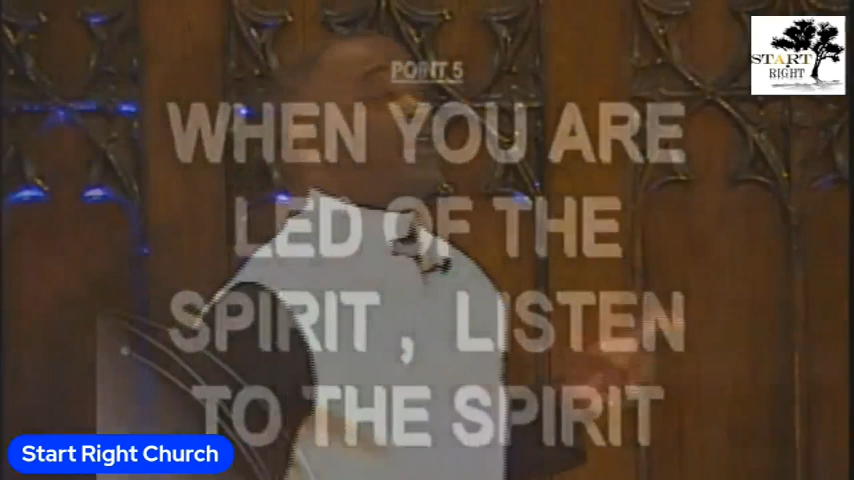 START
RIGHT
POINT 5
WHEN YOU ARE
LED OF THE
SPIRIT , LISTEN
TO THE SPIRIT
Start Right Church